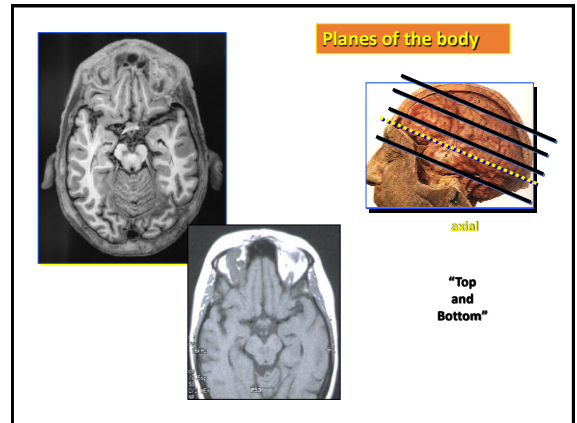 Planes of the body
axial
“Top
and
Bottom”